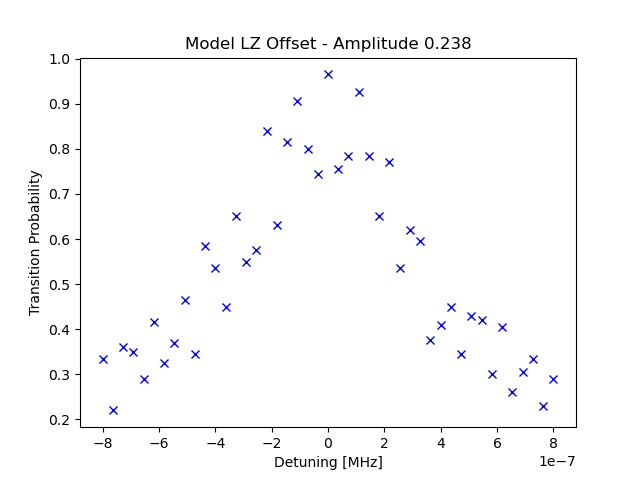 Model LZ Offset - Amplitude 0.238
Transition Probability
1.0
0.9
0.8
0.7
0.6
0.5
0.4
0.3
0.2
−8 −6 −4 −2 0 2 4 6 8
1e−7
Detuning [MHz]